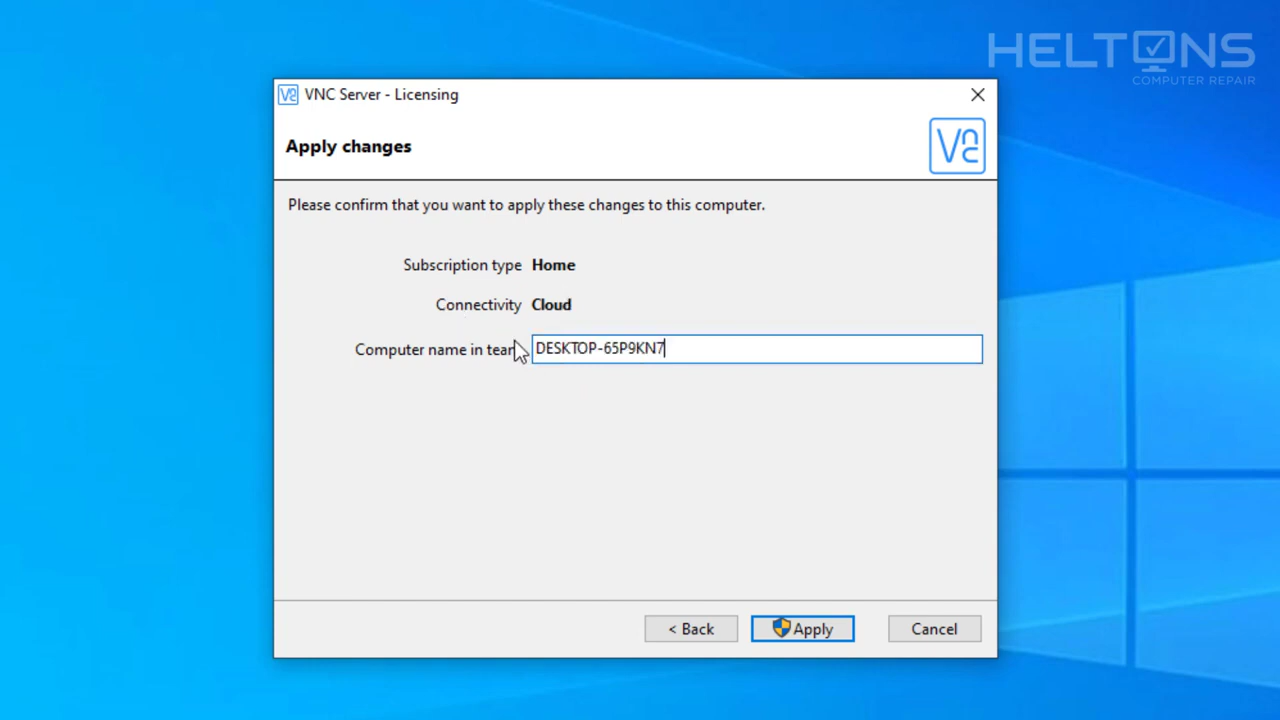 HELTONS
COMPUTER REPAIR
VNC Server - Licensing
Apply changes
Please confirm that you want to apply these changes to this computer.
Subscription type Home
Connectivity Cloud
Computer name in team DESKTOP-65P9KN7
< Back Apply Cancel